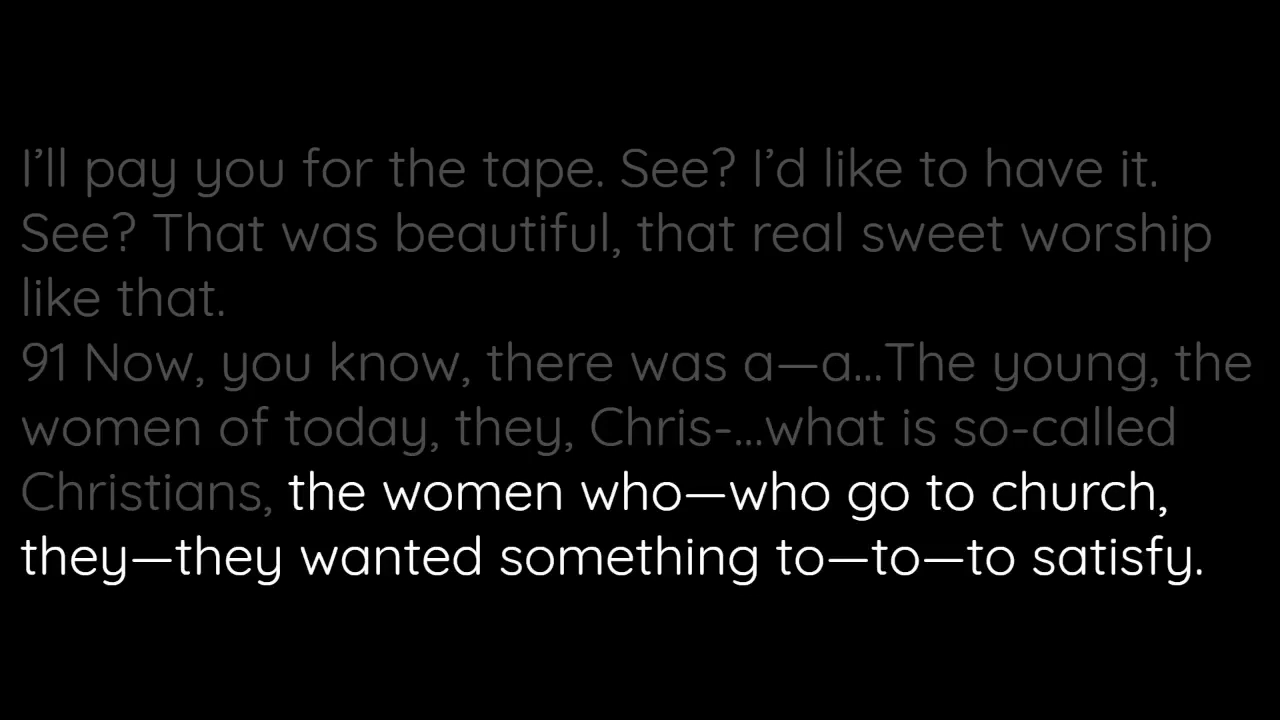 I’ll pay you for the tape. See? I’d like to have it.
See? That was beautiful, that real sweet worship
like that.
91 Now, you know, there was a—a...The young, the
women of today, they, Chris-...what is so-called
Christians, the women who—who go to church,
they—they wanted something to—to—to satisfy.